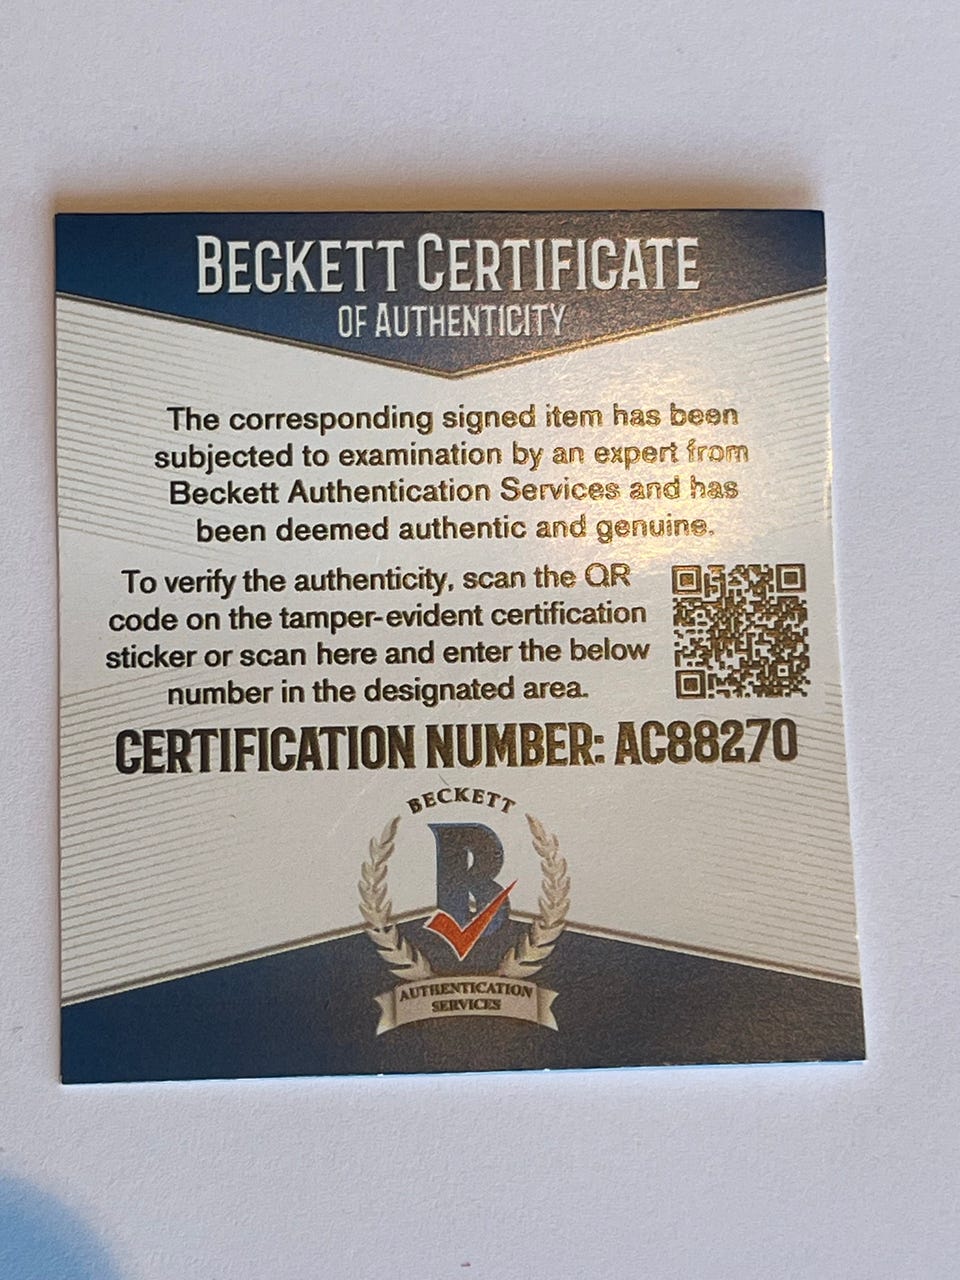 BECKETT CERTIFICATE
OF AUTHENTICITY
The corresponding signed item has been
subjected to examination by an expert from
Beckett Authentication Services and has
been deemed authentic and genuine.
To verify the authenticity, scan the QR
code on the tamper-evident certification
sticker or scan here and enter the below
number in the designated area.
CERTIFICATION NUMBER: AC88270
BECKETT
B
AUTHENTICATION
SERVICES